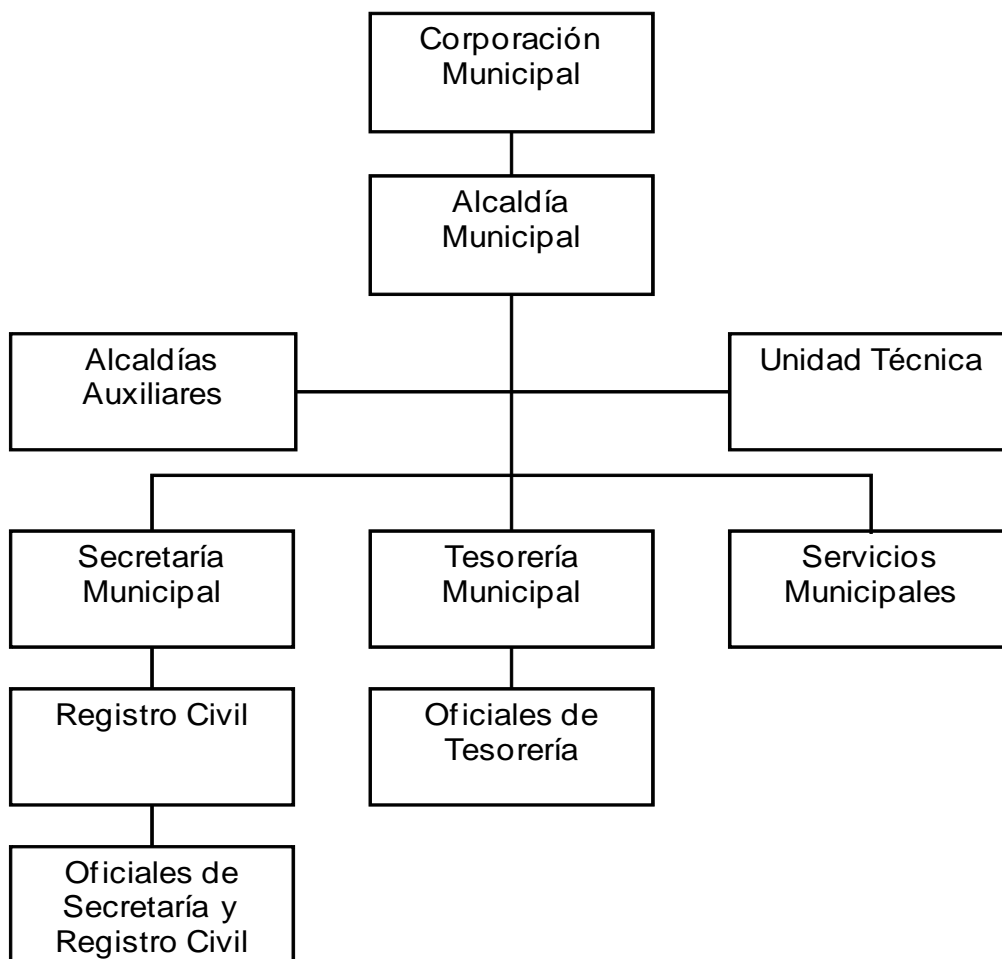 Corporación
Municipal
Alcaldía
Municipal
Alcaldías
Auxiliares
Unidad Técnica
Secretaría
Municipal
Tesorería
Municipal
Servicios
Municipales
Registro Civil
Oficiales de
Tesorería
Oficiales de
Secretaría y
Registro Civil